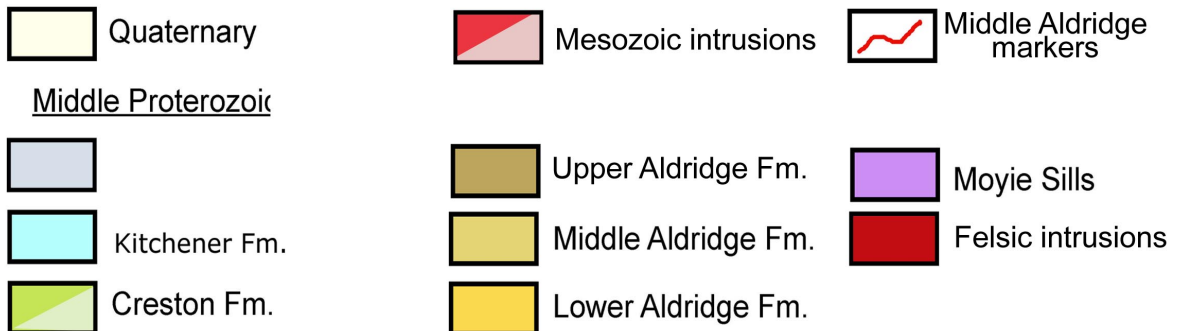 Quaternary
Mesozoic intrusions
Middle Aldridge
markers
Middle Proterozoic
Upper Aldridge Fm.
Moyie Sills
Kitchener Fm.
Middle Aldridge Fm.
Felsic intrusions
Creston Fm.
Lower Aldridge Fm.